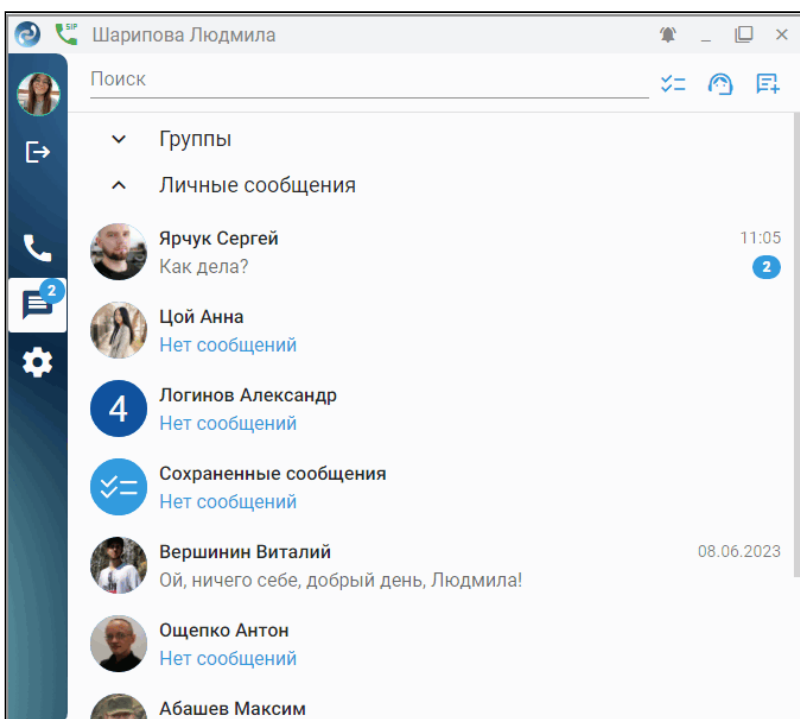 SIP
Шарипова Людмила
Поиск
Группы
Личные сообщения
Ярчук Сергей
11:05
Как дела?
2
2
Цой Анна
Нет сообщений
4
Логинов Александр
Нет сообщений
Сохраненные сообщения
Нет сообщений
Вершинин Виталий
08.06.2023
Ой, ничего себе, добрый день, Людмила!
Ощепко Антон
Нет сообщений
Абашев Максим